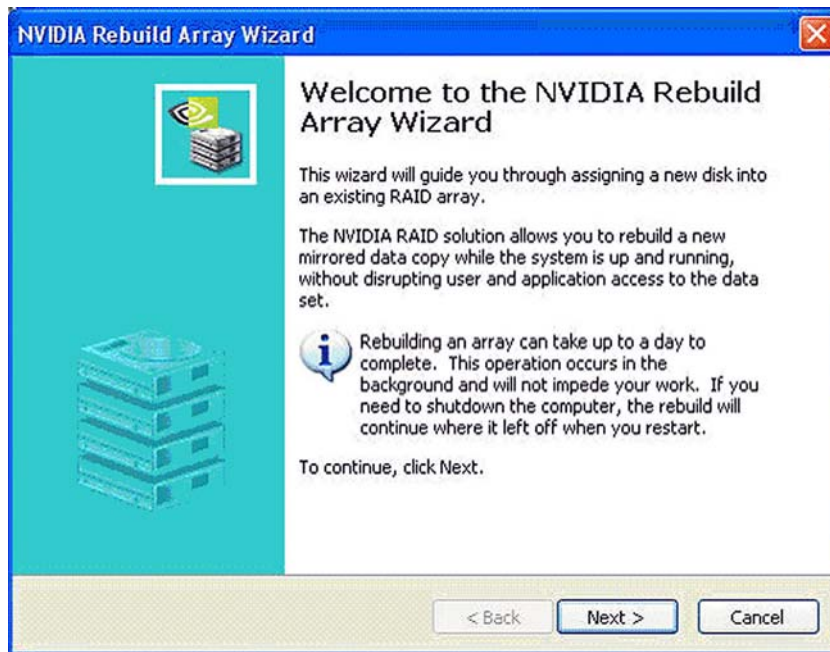 NVIDIA Rebuild Array Wizard
Welcome to the NVIDIA Rebuild
Array Wizard
This wizard will guide you through assigning a new disk into
an existing RAID array.
The NVIDIA RAID solution allows you to rebuild a new
mirrored data copy while the system is up and running,
without disrupting user and application access to the data
set.
Rebuilding an array can take up to a day to
complete. This operation occurs in the
background and will not impede your work. If you
need to shutdown the computer, the rebuild will
continue where it left off when you restart.
To continue, click Next.
< Back Next > Cancel